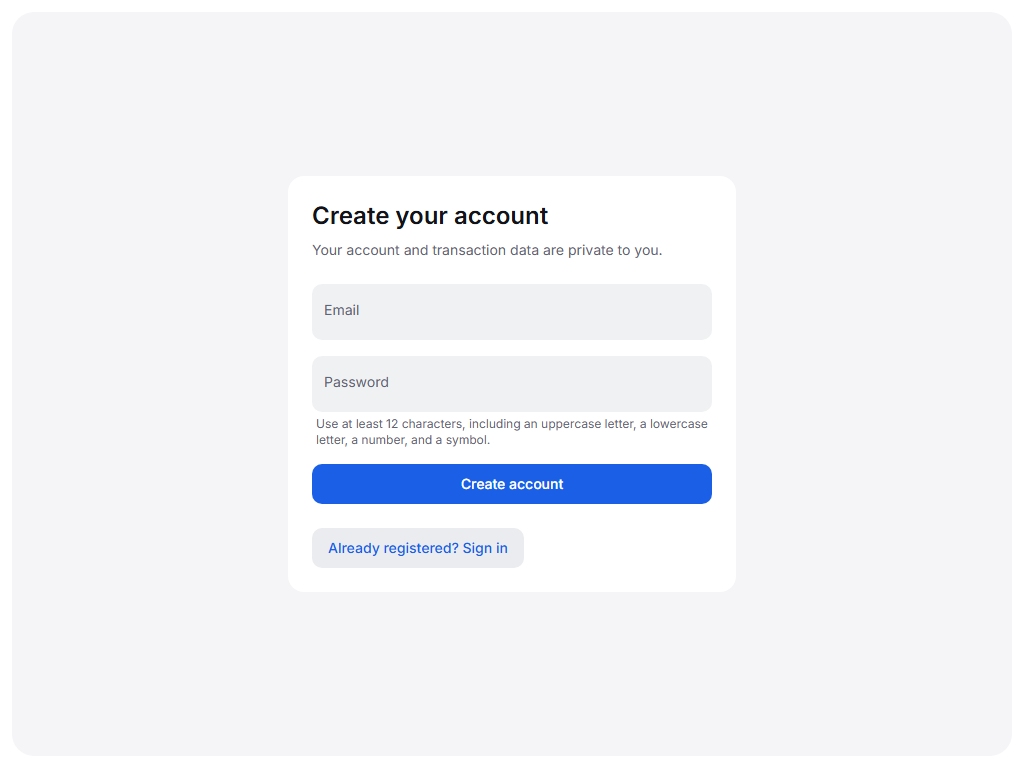 Create your account
Your account and transaction data are private to you.
Email
Password
Use at least 12 characters, including an uppercase letter, a lowercase
letter, a number, and a symbol.
Create account
Already registered? Sign in